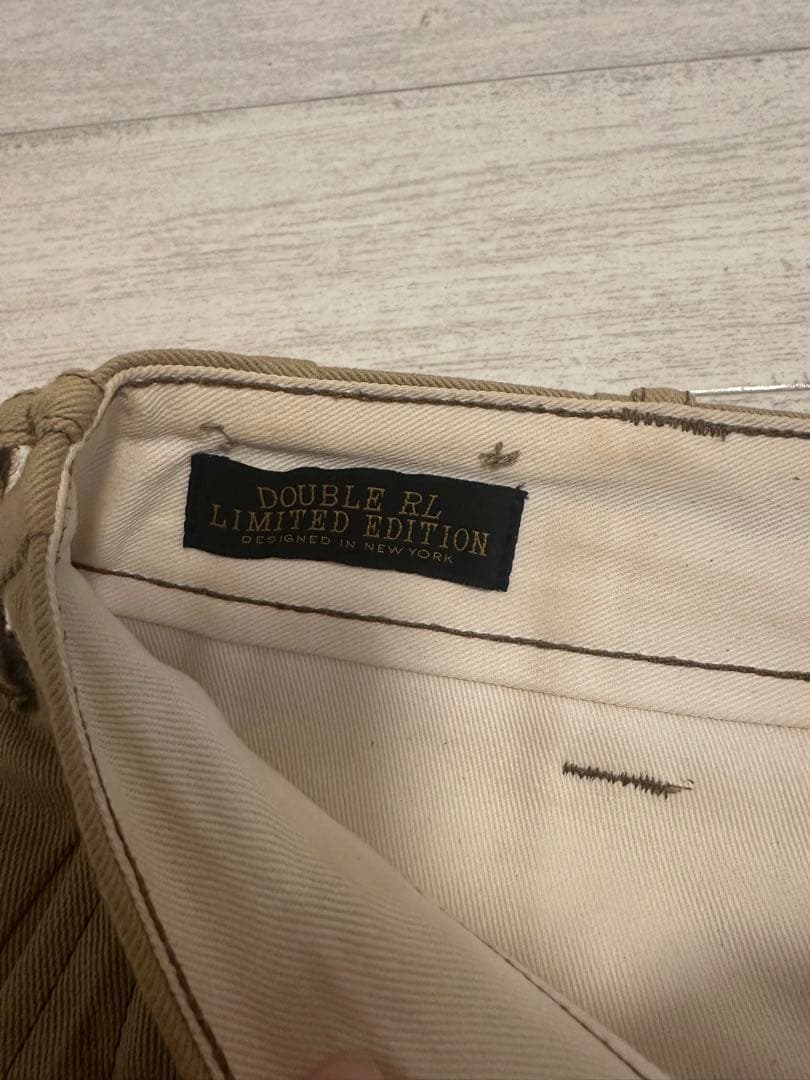 DOUBLE RL
LIMITED EDITION
DESIGNED IN NEW YORK